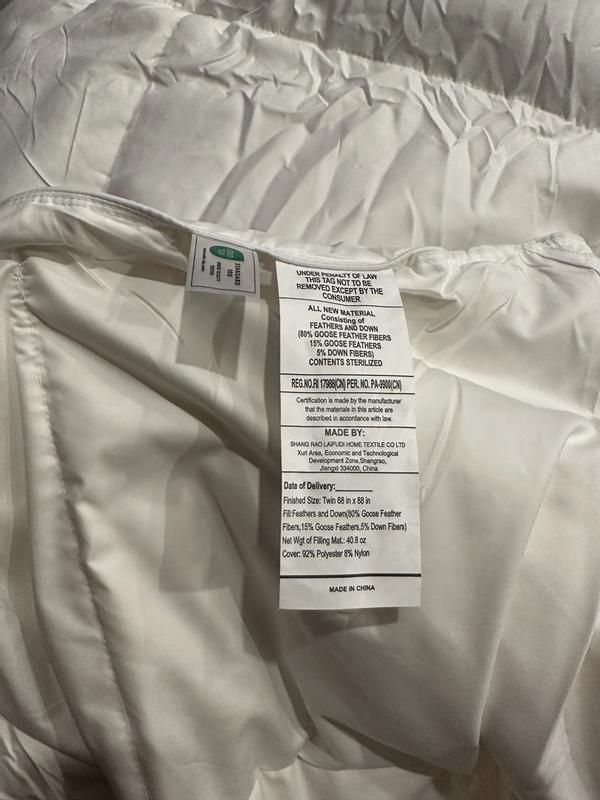 UNDER PENALTY OF LAW
THIS TAG NOT TO BE
REMOVED EXCEPT BY THE
CONSUMER
ALL NEW MATERIAL
Consisting of
FEATHERS AND DOWN
(80% GOOSE FEATHER FIBERS
15% GOOSE FEATHERS
5% DOWN FIBERS)
CONTENTS STERILIZED
REG.NO.RI 17988(CN) PER. NO. PA-9900(CN)
Certification is made by the manufacturer
that the materials in this article are
described in accordance with law.
MADE BY:
SHANG RAO LAIFUDI HOME TEXTILE CO LTD
Xuri Area, Economic and Technological
Development Zone,Shangrao,
Jiangxi 334000, China
Date of Delivery:________
Finished Size: Twin 68 in x 88 in
Fill:Feathers and Down(80% Goose Feather
Fibers,15% Goose Feathers,5% Down Fibers)
Net Wgt of Filling Mat.: 40.8 oz
Cover: 92% Polyester 8% Nylon
MADE IN CHINA
STANDARD
100